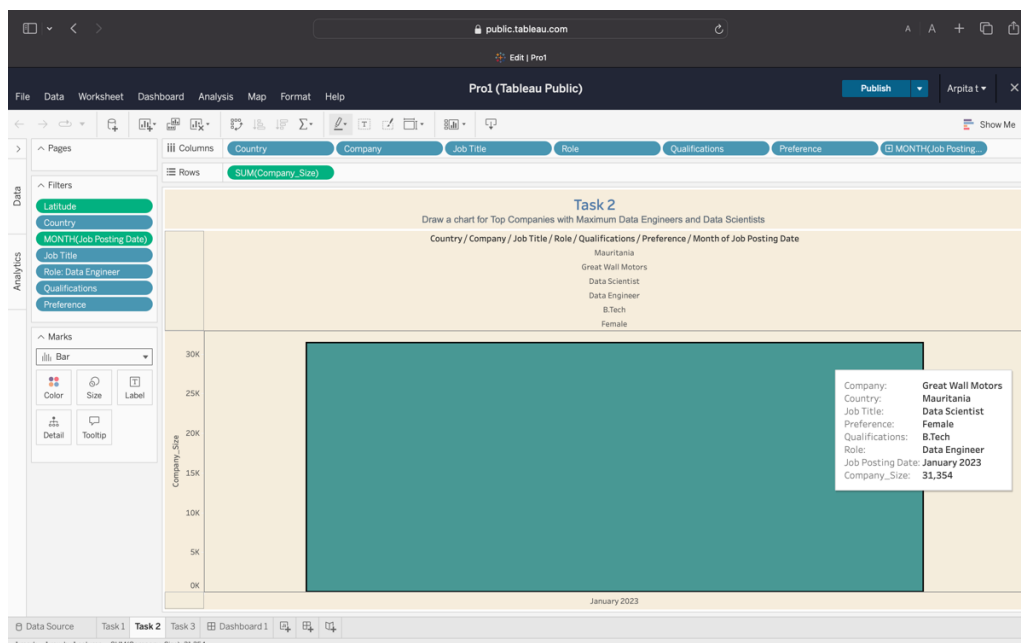 public.tableau.com
A A
Edit | Pro1
Pro1 (Tableau Public)
File Data Worksheet Dashboard Analysis Map Format Help
Publish
Arpita t
Show Me
Pages
Columns
Country
Company
Job Title
Role
Qualifications
Preference
MONTH(Job Posting...
Rows
SUM(Company_Size)
Data
Analytics
Filters
Latitude
Country
MONTH(Job Posting Date)
Job Title
Role: Data Engineer
Qualifications
Preference
Marks
Bar
Color
Size
Label
Detail
Tooltip
Task 2
Draw a chart for Top Companies with Maximum Data Engineers and Data Scientists
Country / Company / Job Title / Role / Qualifications / Preference / Month of Job Posting Date
Mauritania
Great Wall Motors
Data Scientist
Data Engineer
B.Tech
Female
30K
25K
20K
15K
10K
5K
0K
Company_Size
Company: Great Wall Motors
Country: Mauritania
Job Title: Data Scientist
Preference: Female
Qualifications: B.Tech
Role: Data Engineer
Job Posting Date: January 2023
Company_Size: 31,354
January 2023
Data Source
Task 1
Task 2
Task 3
Dashboard 1